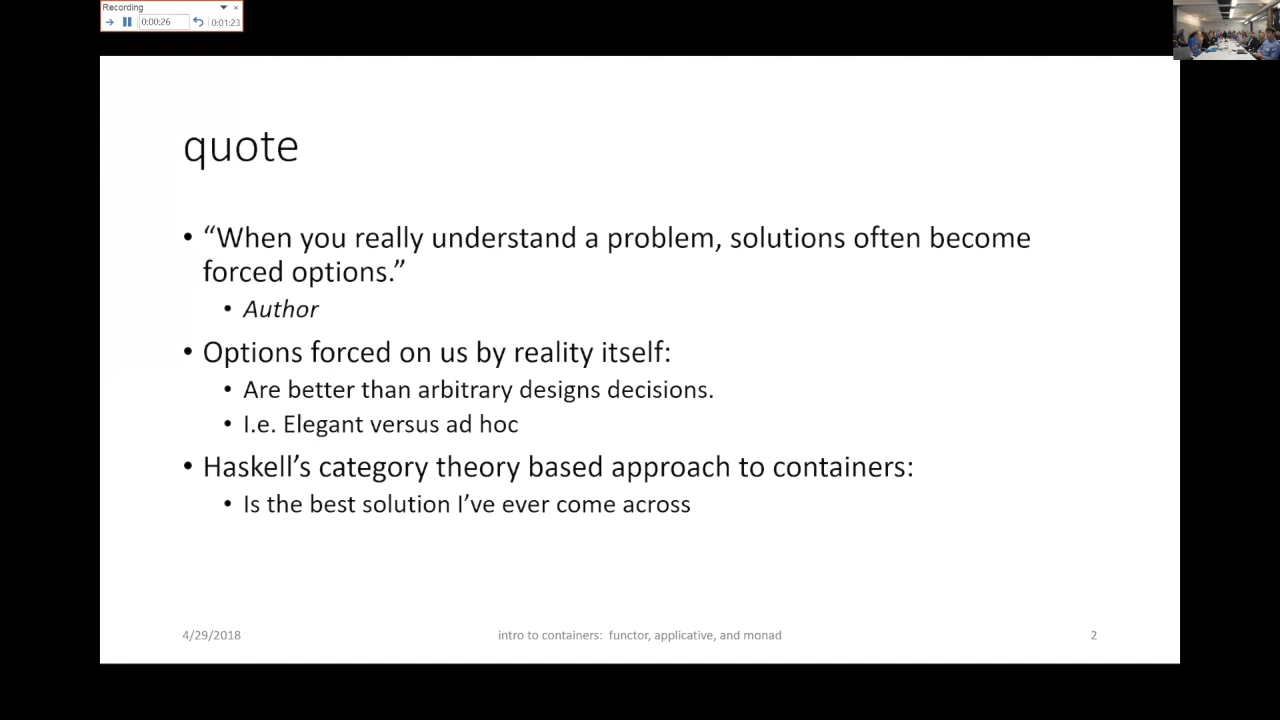 Recording
0:00:26
0:01:23
quote
• “When you really understand a problem, solutions often become
forced options.”
• Author
• Options forced on us by reality itself:
• Are better than arbitrary designs decisions.
• I.e. Elegant versus ad hoc
• Haskell’s category theory based approach to containers:
• Is the best solution I’ve ever come across
4/29/2018
intro to containers:  functor, applicative, and monad
2